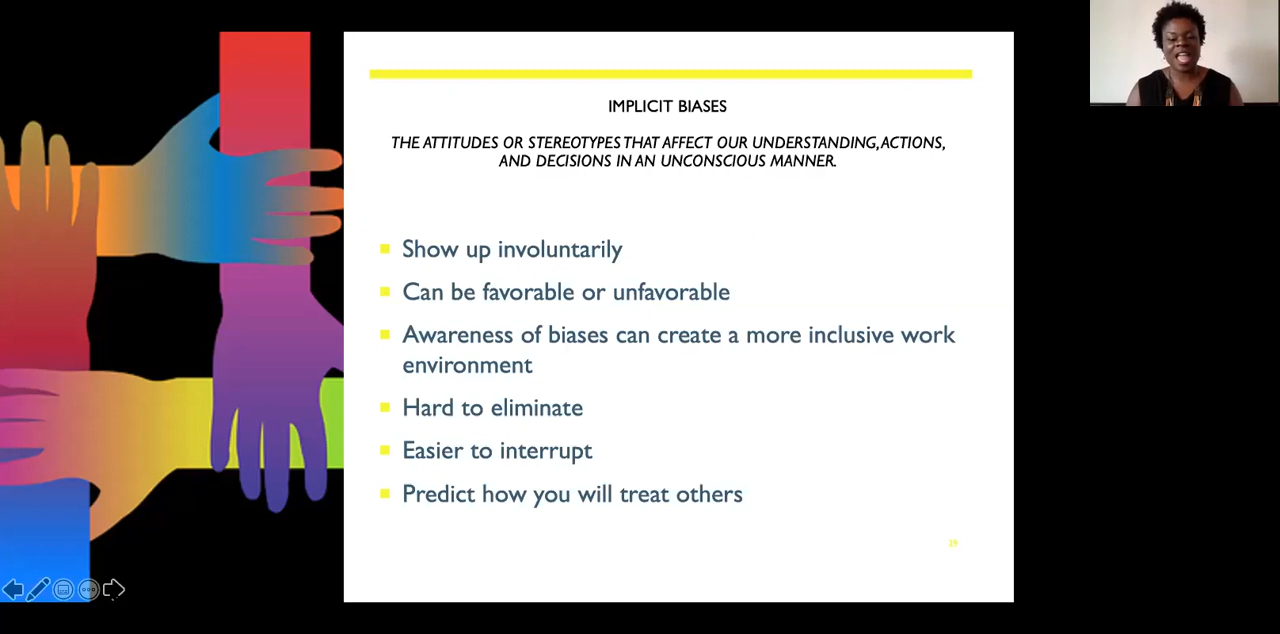 IMPLICIT BIASES
THE ATTITUDES OR STEREOTYPES THAT AFFECT OUR UNDERSTANDING, ACTIONS,
AND DECISIONS IN AN UNCONSCIOUS MANNER.
Show up involuntarily
Can be favorable or unfavorable
Awareness of biases can create a more inclusive work
environment
Hard to eliminate
Easier to interrupt
Predict how you will treat others
29